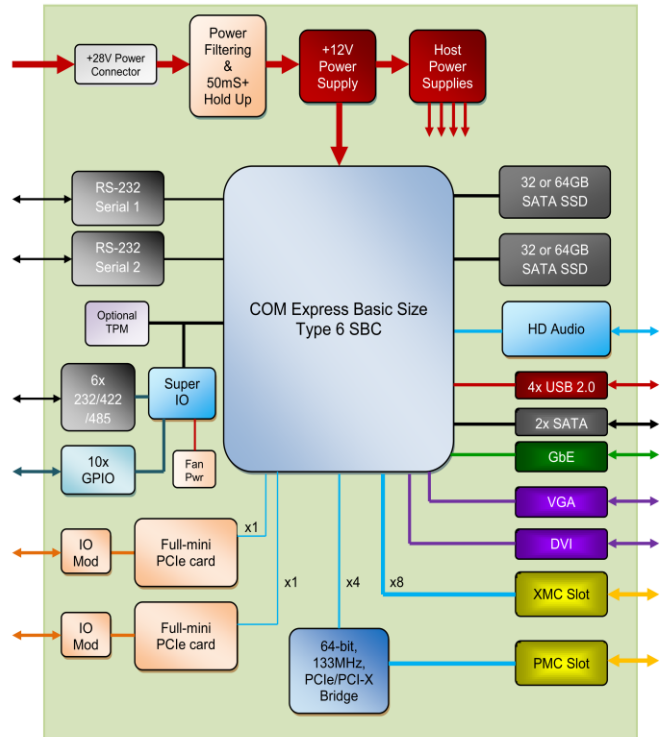 +28V Power
Connector
Power
Filtering
&
50mS+
Hold Up
+12V
Power
Supply
Host
Power
Supplies
RS-232
Serial 1
RS-232
Serial 2
Optional
TPM
6x
232/422
/485
Super
IO
10x
GPIO
Fan
Pwr
COM Express Basic Size
Type 6 SBC
32 or 64GB
SATA SSD
32 or 64GB
SATA SSD
HD Audio
4x USB 2.0
2x SATA
GbE
VGA
DVI
XMC Slot
PMC Slot
IO
Mod
Full-mini
PCIe card
x1
IO
Mod
Full-mini
PCIe card
x1
x4
x8
64-bit,
133MHz,
PCIe/PCI-X
Bridge